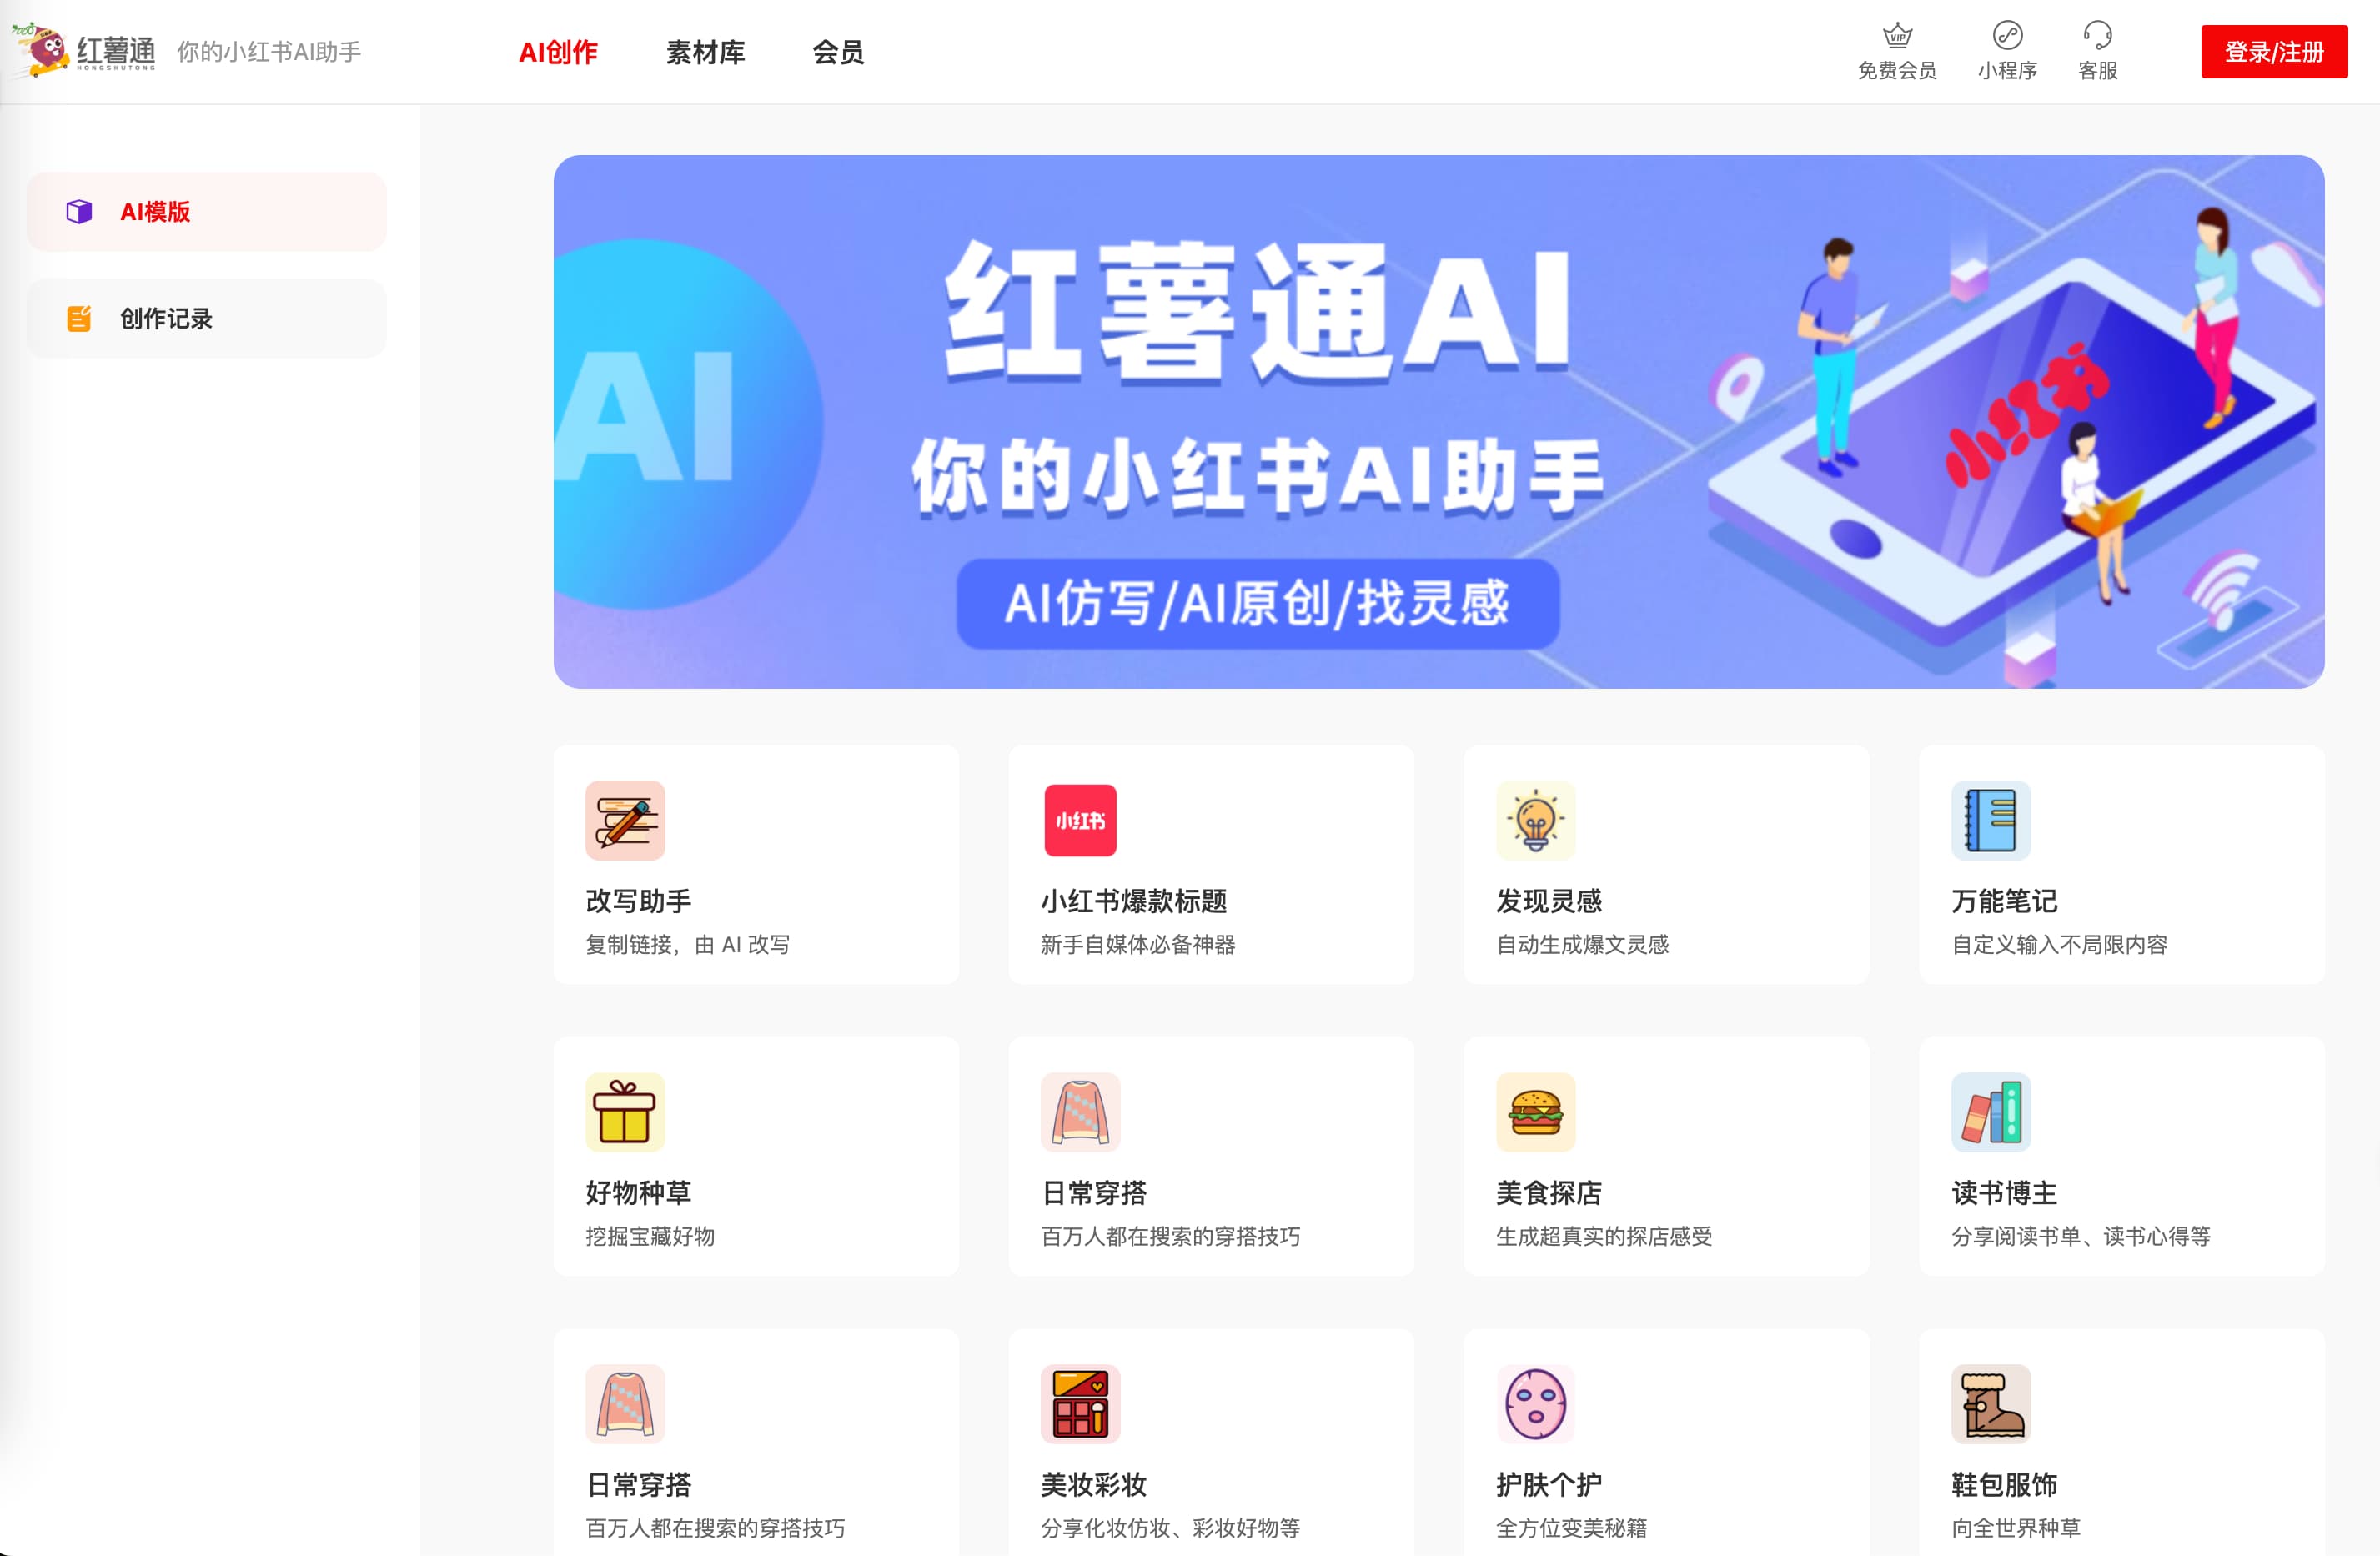 红薯通
HONGSHUTONG
你的小红书AI助手
AI创作
素材库
会员
VIP
免费会员
小程序
客服
登录/注册
AI模版
创作记录
AI
红薯通AI
你的小红书AI助手
AI仿写/AI原创/找灵感
小红书
改写助手
复制链接，由 AI 改写
小红书
小红书爆款标题
新手自媒体必备神器
发现灵感
自动生成爆文灵感
万能笔记
自定义输入不局限内容
好物种草
挖掘宝藏好物
日常穿搭
百万人都在搜索的穿搭技巧
美食探店
生成超真实的探店感受
读书博主
分享阅读书单、读书心得等
日常穿搭
百万人都在搜索的穿搭技巧
美妆彩妆
分享化妆仿妆、彩妆好物等
护肤个护
全方位变美秘籍
鞋包服饰
向全世界种草